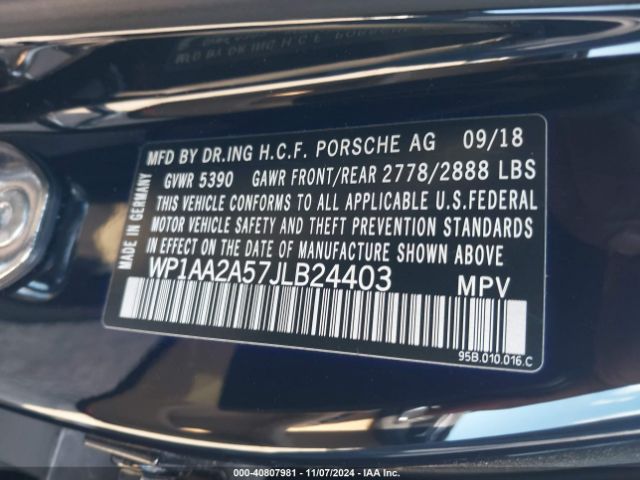 MFD BY DR.ING H.C.F. PORSCHE AG 09/18
GVWR 5390 GAWR FRONT/REAR 2778/2888 LBS
THIS VEHICLE CONFORMS TO ALL APPLICABLE U.S.FEDERAL
MOTOR VEHICLE SAFETY AND THEFT PREVENTION STANDARDS
IN EFFECT ON THE DATE OF MANUFACTURE SHOWN ABOVE
WP1AA2A57JLB24403 MPV
MADE IN GERMANY
95B.010.016.C
000-40807981 - 11/07/2024 - IAA Inc.